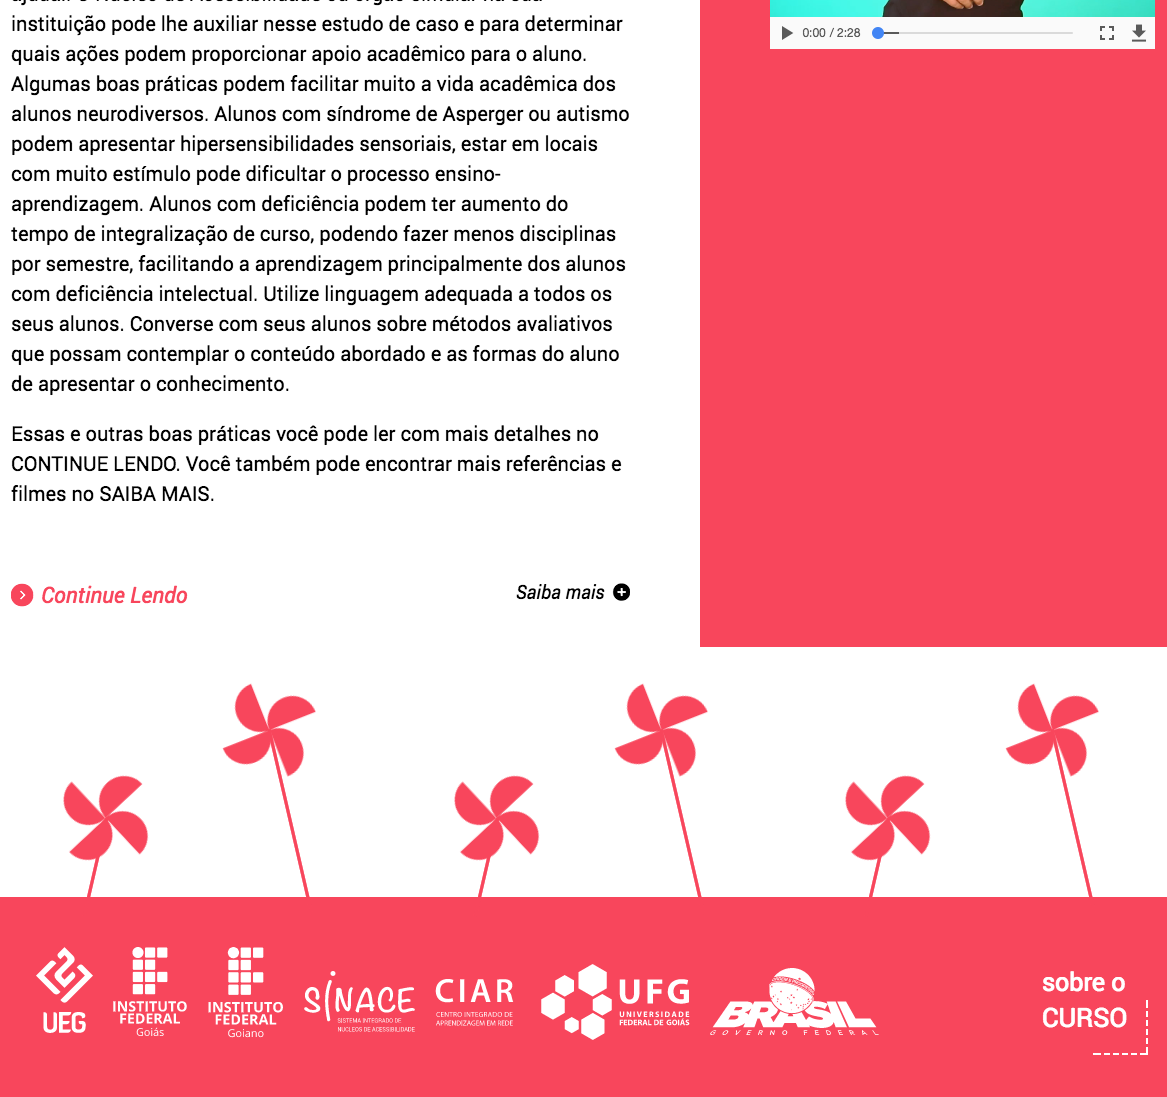 instituição pode lhe auxiliar nesse estudo de caso e para determinar
quais ações podem proporcionar apoio acadêmico para o aluno.
Algumas boas práticas podem facilitar muito a vida acadêmica dos
alunos neurodiversos. Alunos com síndrome de Asperger ou autismo
podem apresentar hipersensibilidades sensoriais, estar em locais
com muito estímulo pode dificultar o processo ensino-
aprendizagem. Alunos com deficiência podem ter aumento do
tempo de integralização de curso, podendo fazer menos disciplinas
por semestre, facilitando a aprendizagem principalmente dos alunos
com deficiência intelectual. Utilize linguagem adequada a todos os
seus alunos. Converse com seus alunos sobre métodos avaliativos
que possam contemplar o conteúdo abordado e as formas do aluno
de apresentar o conhecimento.
Essas e outras boas práticas você pode ler com mais detalhes no
CONTINUE LENDO. Você também pode encontrar mais referências e
filmes no SAIBA MAIS.
Continue Lendo
Saiba mais
0:00 / 2:28
UEG
INSTITUTO
FEDERAL
Goiás
INSTITUTO
FEDERAL
Goiano
SINACE
SISTEMA INTEGRADO DE
NÚCLEOS DE ACESSIBILIDADE
CIAR
CENTRO INTEGRADO DE
APRENDIZAGEM EM REDE
UFG
UNIVERSIDADE
FEDERAL DE GOIÁS
BRASIL
GOVERNO FEDERAL
sobre o
CURSO